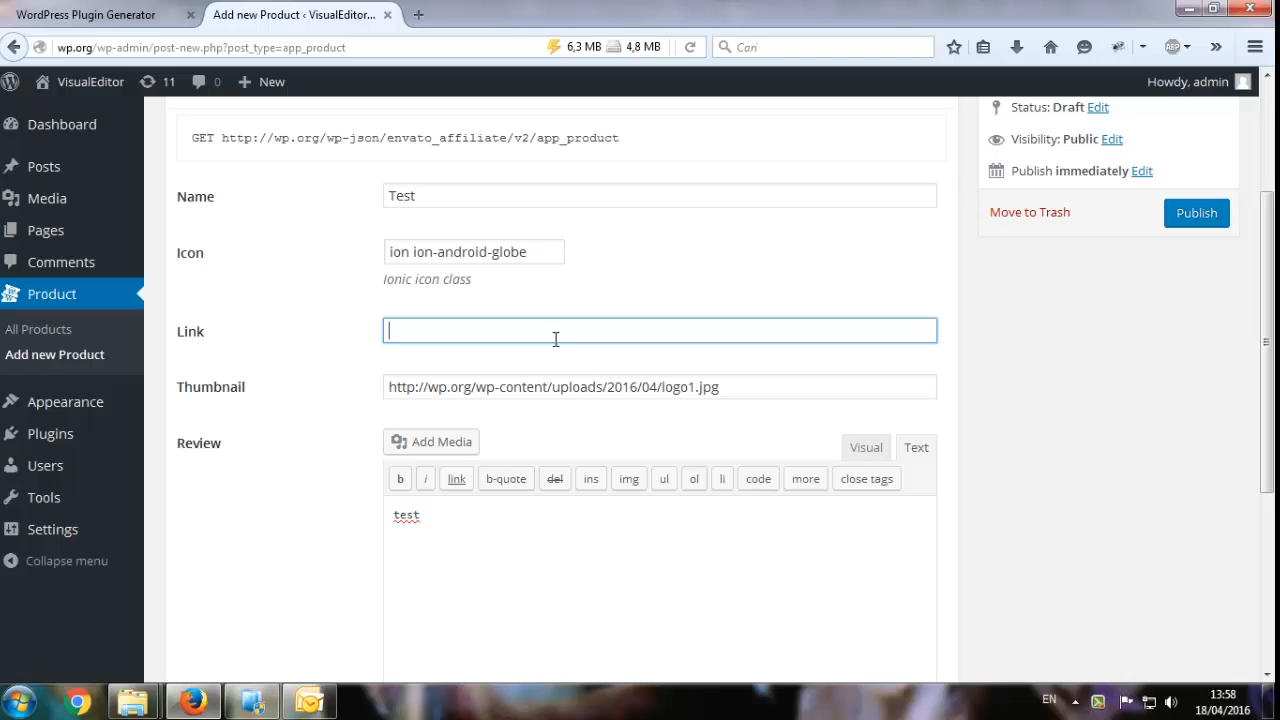 WordPress Plugin Generator
Add new Product ‹ VisualEditor...
wp.org/wp-admin/post-new.php?post_type=app_product
6,3 MB
4,8 MB
Cari
ABP
VisualEditor
11
0
New
Howdy, admin
Dashboard
Posts
Media
Pages
Comments
Product
All Products
Add new Product
Appearance
Plugins
Users
Tools
Settings
Collapse menu
GET http://wp.org/wp-json/envato_affiliate/v2/app_product
Name
Test
Icon
ion ion-android-globe
Ionic icon class
Link
Thumbnail
http://wp.org/wp-content/uploads/2016/04/logo1.jpg
Review
Add Media
Visual
Text
b
i
link
b-quote
del
ins
img
ul
ol
li
code
more
close tags
test
Status: Draft Edit
Visibility: Public Edit
Publish immediately Edit
Move to Trash
Publish
EN
13:58
18/04/2016